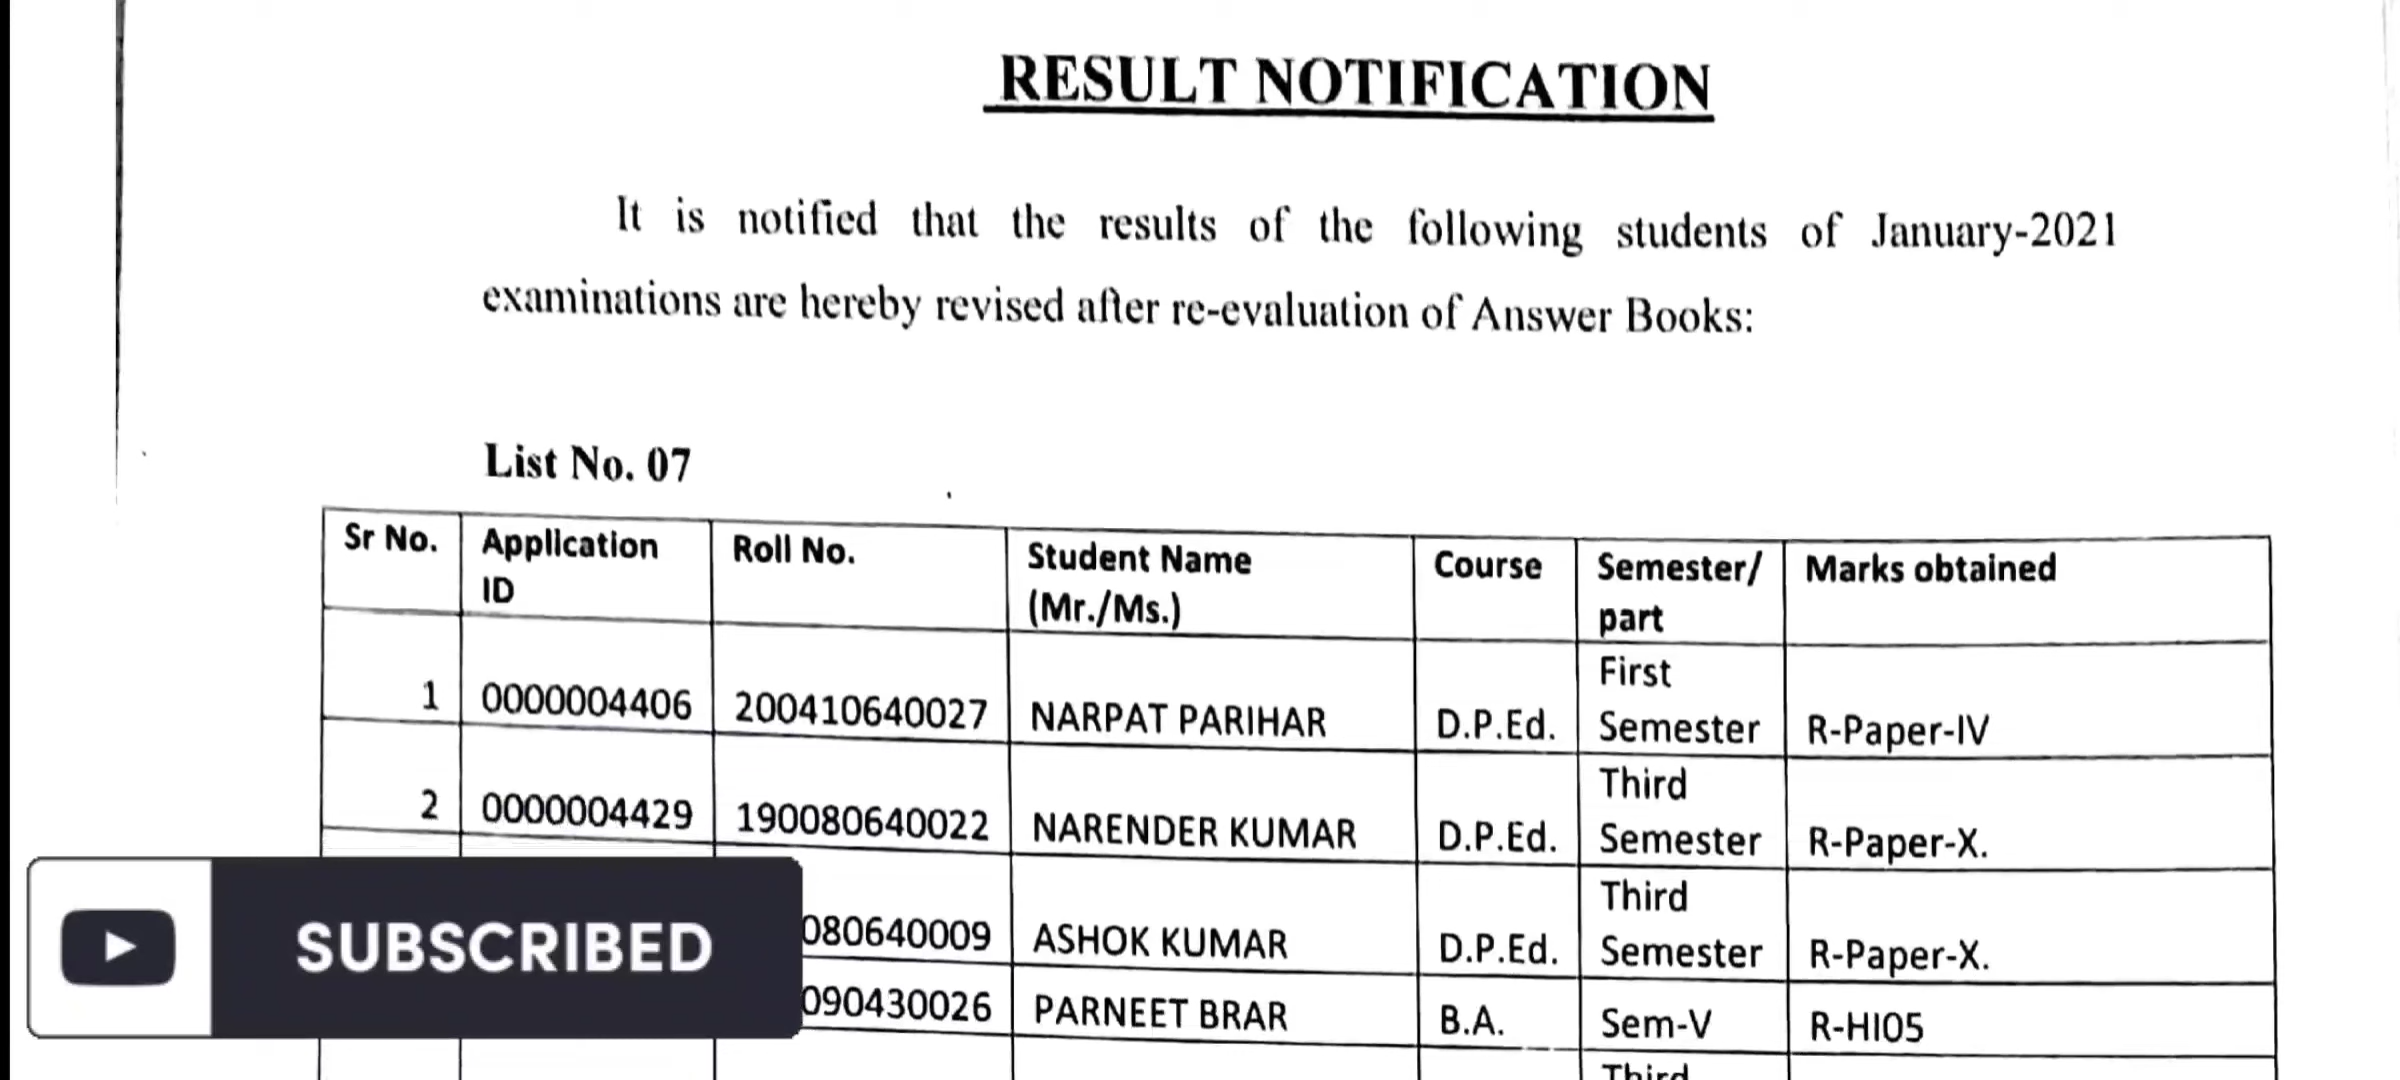 RESULT NOTIFICATION
It is notified that the results of the following students of January-2021
examinations are hereby revised after re-evaluation of Answer Books:
List No. 07
Sr No. Application ID Roll No. Student Name (Mr./Ms.) Course Semester/ part Marks obtained
1 0000004406 200410640027 NARPAT PARIHAR D.P.Ed. First Semester R-Paper-IV
2 0000004429 190080640022 NARENDER KUMAR D.P.Ed. Third Semester R-Paper-X.
080640009 ASHOK KUMAR D.P.Ed. Third Semester R-Paper-X.
090430026 PARNEET BRAR B.A. Sem-V R-HI05
Third
SUBSCRIBED